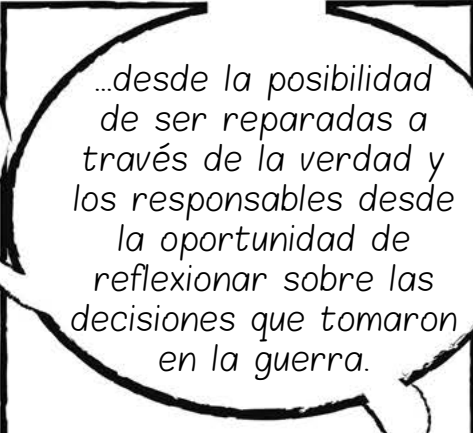 ...desde la posibilidad
de ser reparadas a
través de la verdad y
los responsables desde
la oportunidad de
reflexionar sobre las
decisiones que tomaron
en la guerra.